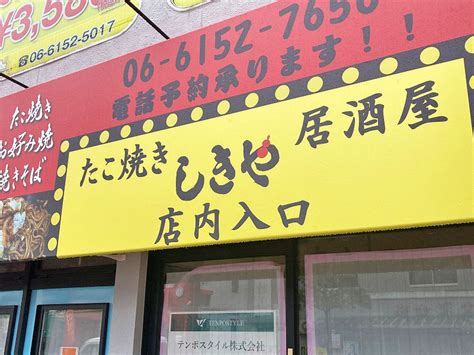 ¥3,58
06-6152-5017
06-6152-7650
電話予約承ります!!
たこ焼き
お好み焼
焼きそば
たこ焼き
しきや
居酒屋
店内入口
TENPOSTYLE
テンポスタイル株式会社